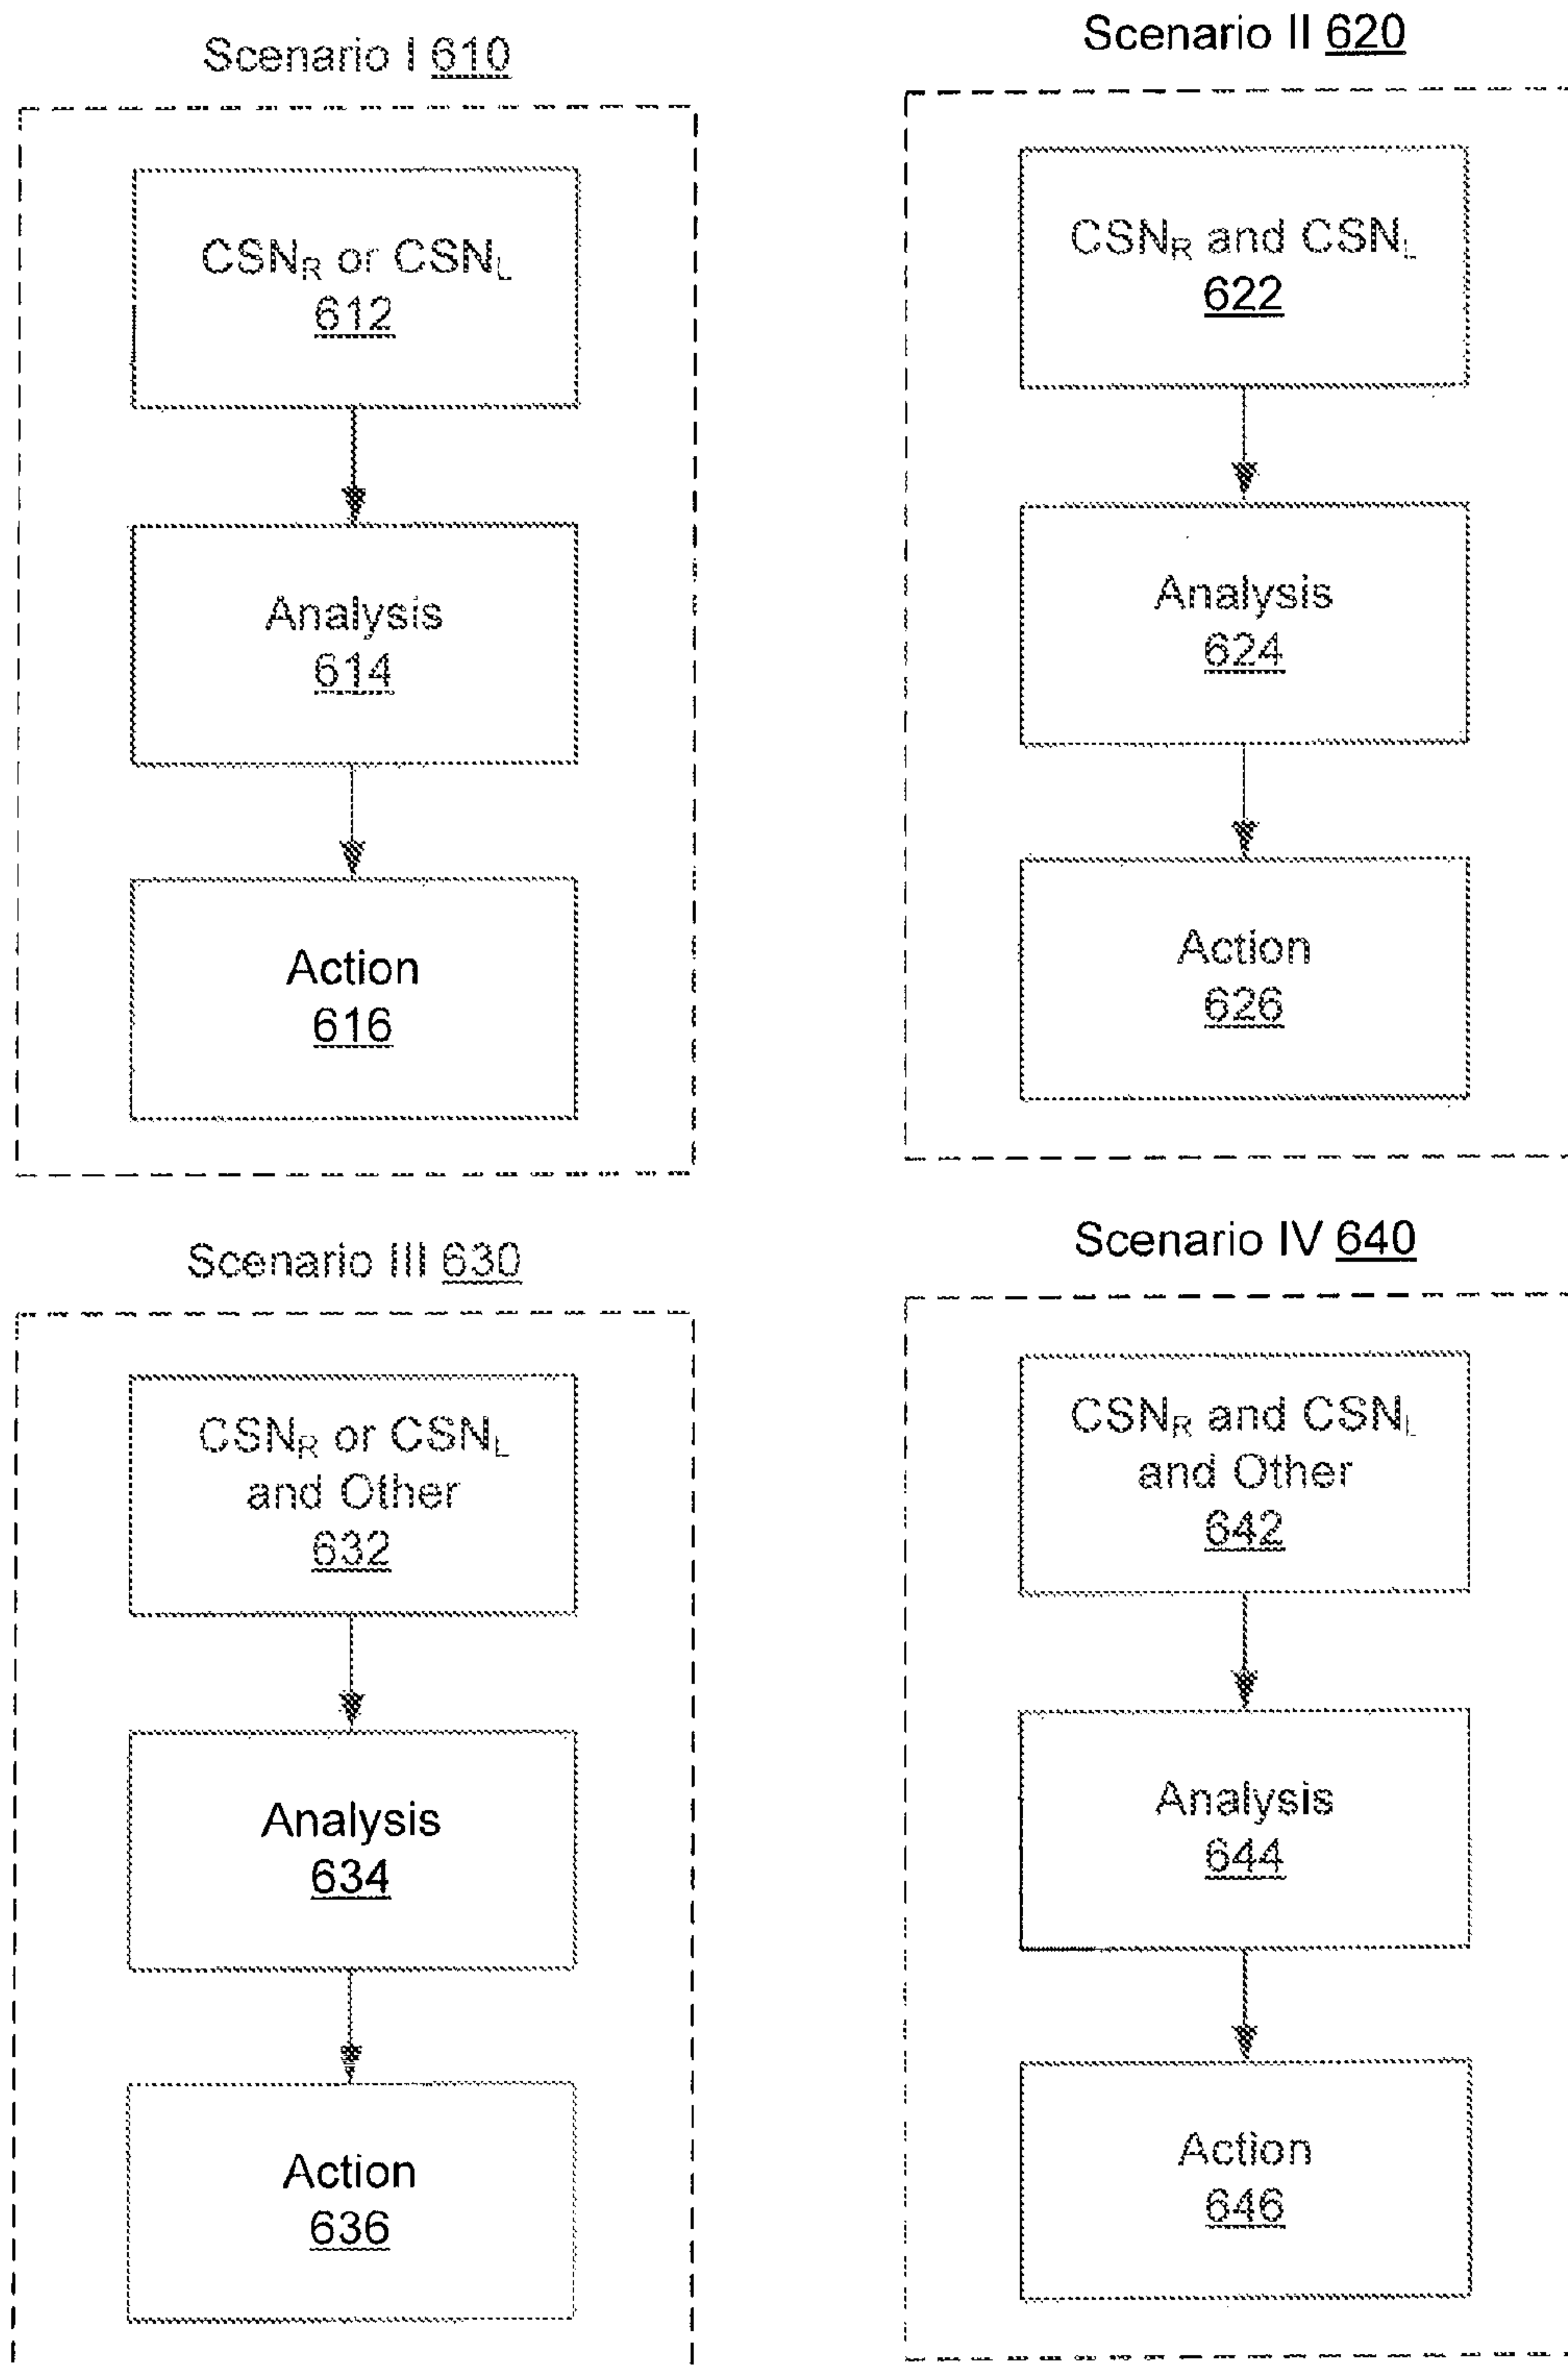 Scenario I 610
CSNR or CSNL
612
Analysis
614
Action
616
Scenario II 620
CSNR and CSNL
622
Analysis
624
Action
626
Scenario III 630
CSNR or CSNL
and Other
632
Analysis
634
Action
636
Scenario IV 640
CSNR and CSNL
and Other
642
Analysis
644
Action
646